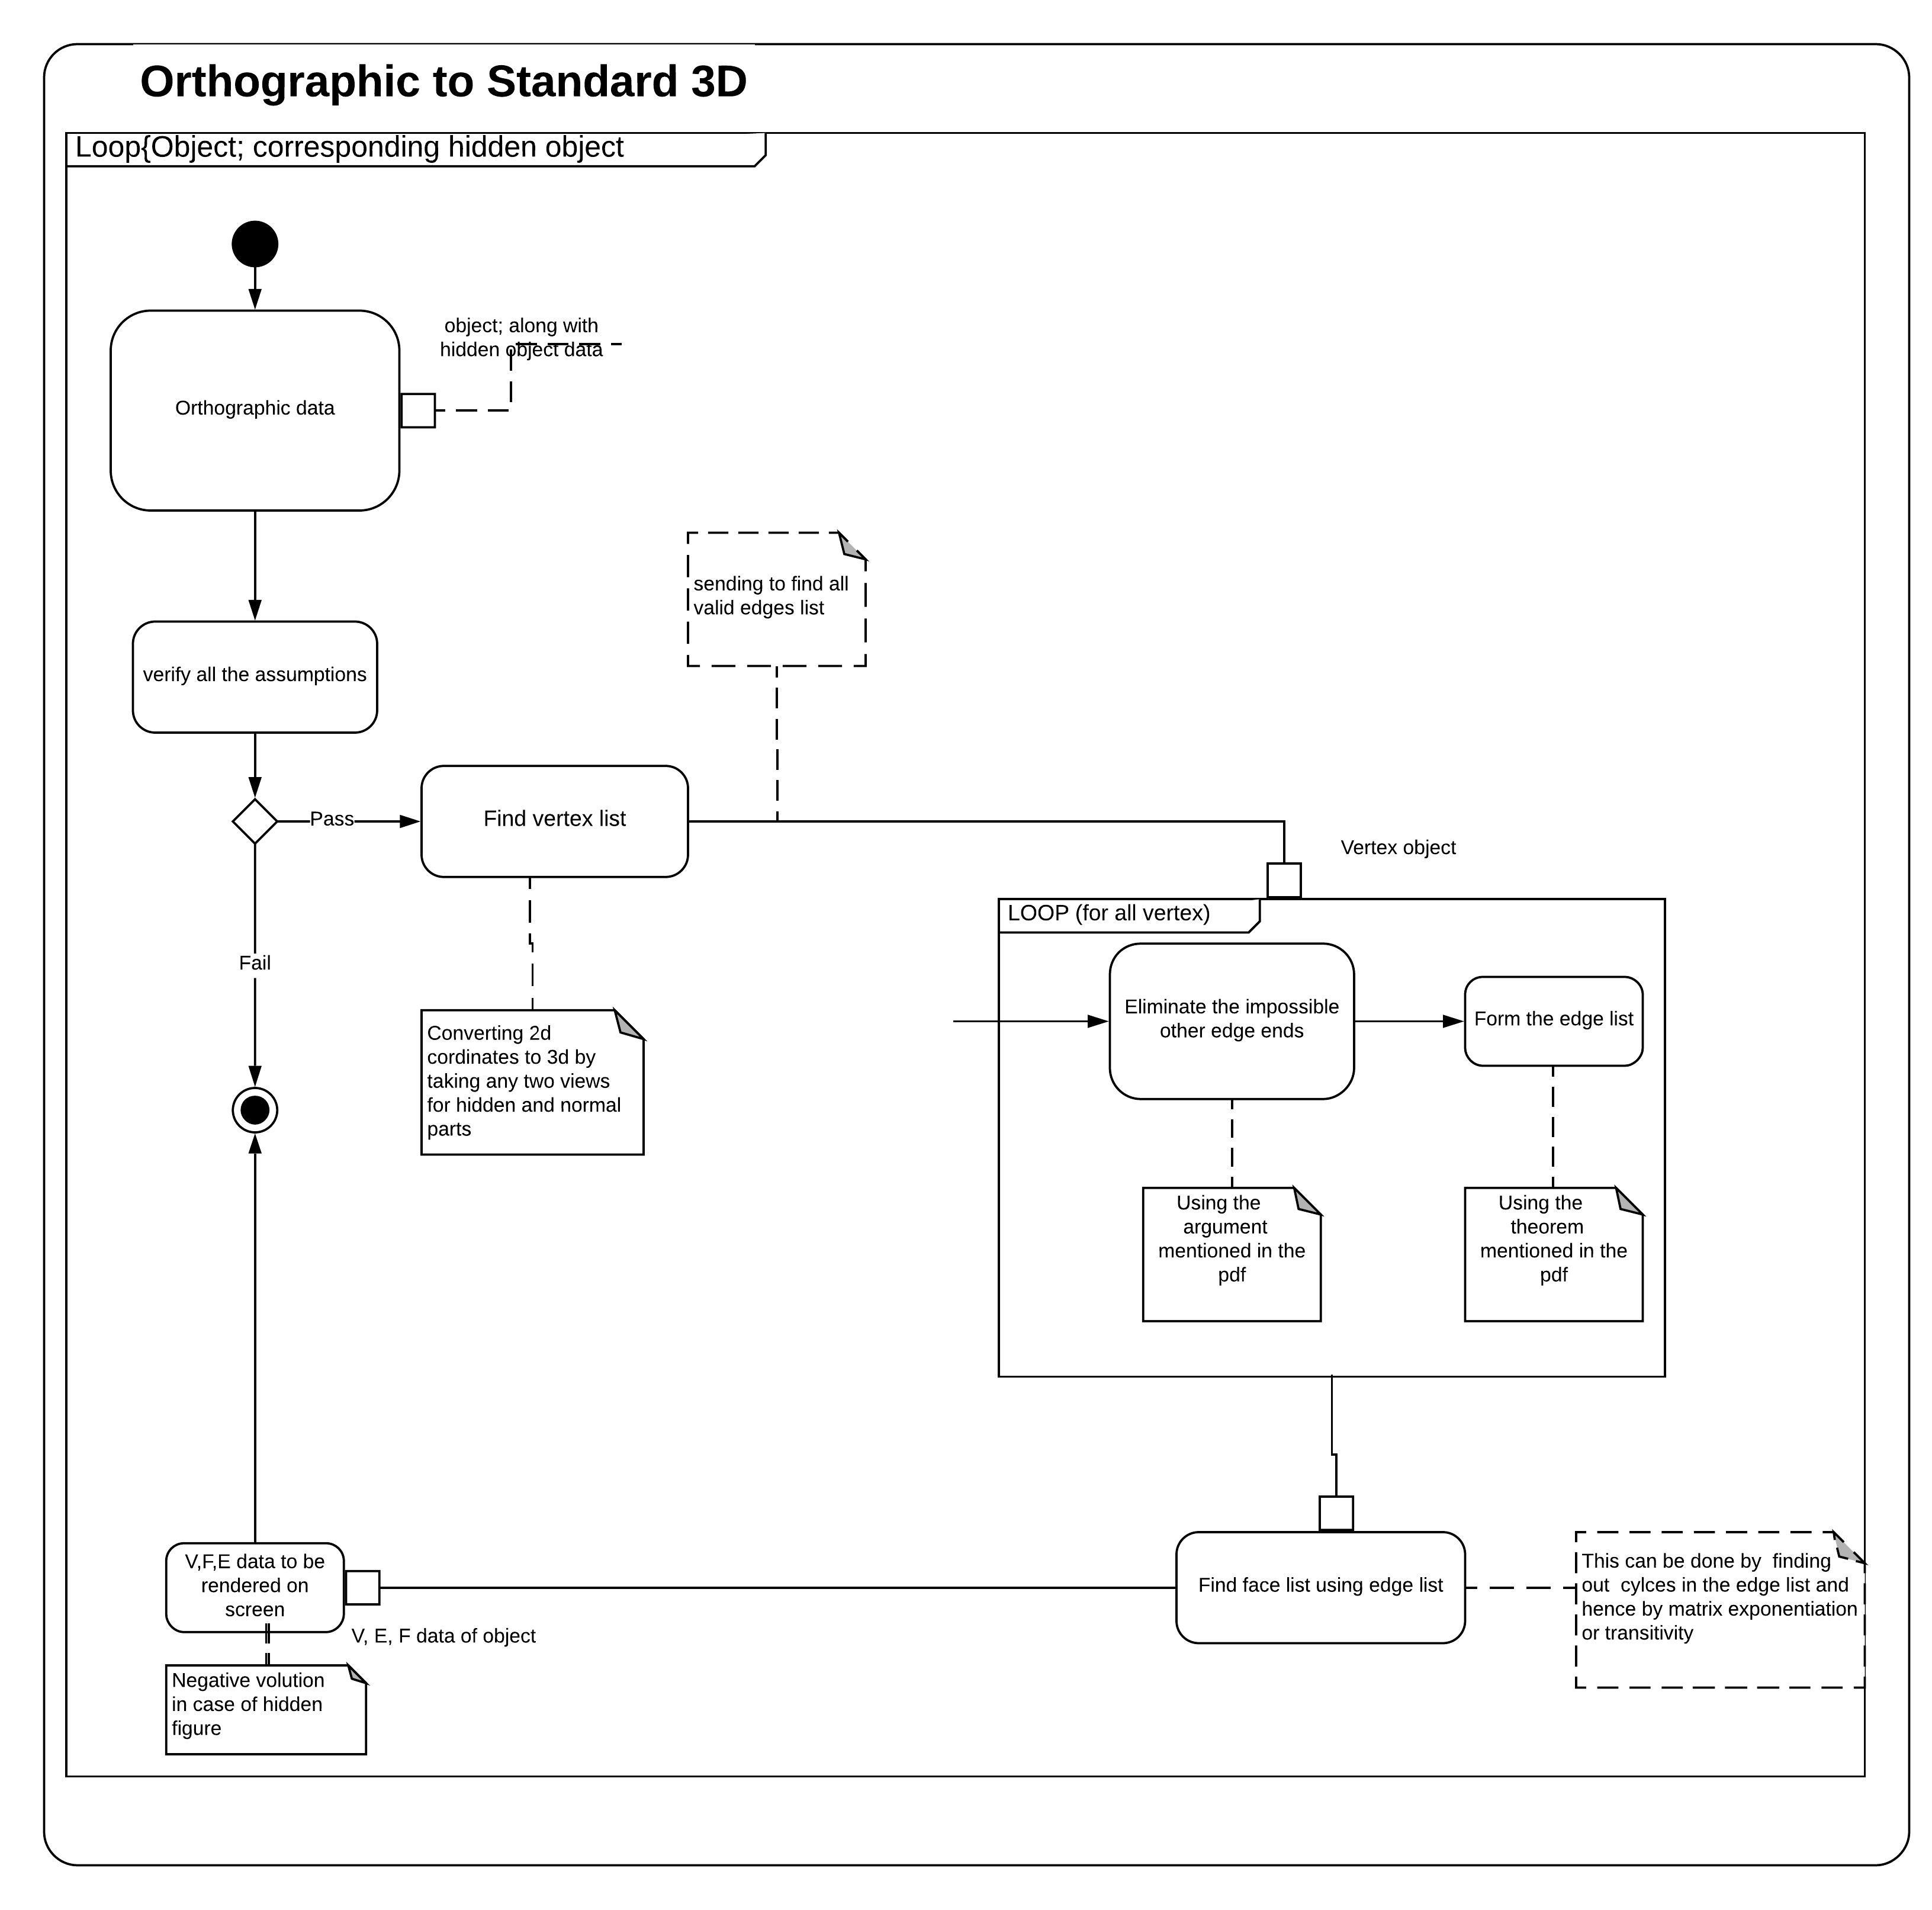 Orthographic to Standard 3D
Loop{Object; corresponding hidden object
object; along with
hidden object data
Orthographic data
sending to find all
valid edges list
verify all the assumptions
Pass
Find vertex list
Vertex object
LOOP (for all vertex)
Fail
Eliminate the impossible
other edge ends
Form the edge list
Converting 2d
cordinates to 3d by
taking any two views
for hidden and normal
parts
Using the
argument
mentioned in the
pdf
Using the
theorem
mentioned in the
pdf
V,F,E data to be
rendered on
screen
V, E, F data of object
Find face list using edge list
This can be done by  finding
out  cylces in the edge list and
hence by matrix exponentiation
or transitivity
Negative volution
in case of hidden
figure